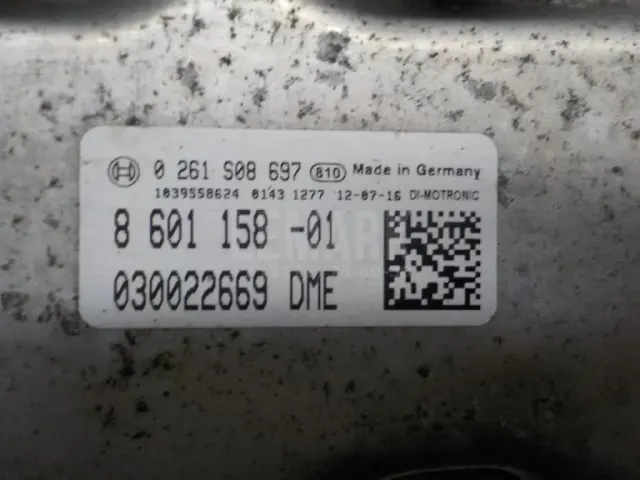 0 261 S08 697 810 Made in Germany
1039S58624 0143 1277 12-07-16 DI-MOTRONIC
8 601 158 -01
030022669 DME